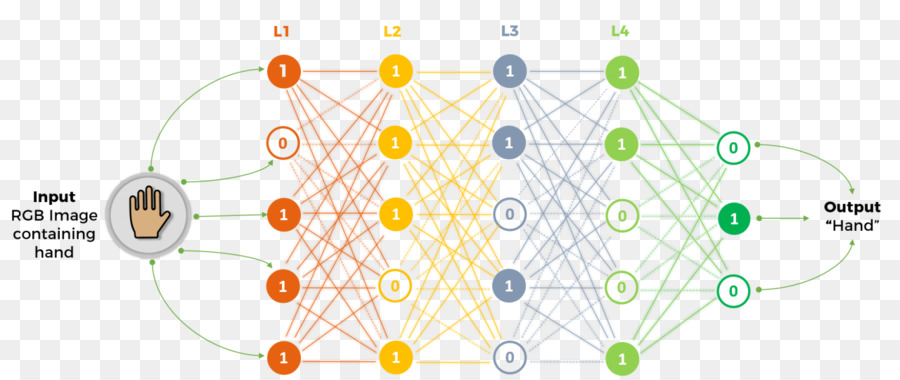 L1 L2 L3 L4
1 1 1 1
0 1 1 1 0
Input
RGB Image
containing
hand
1 1 0 0 1
Output
“Hand”
1 0 1 0 0
1 1 0 1